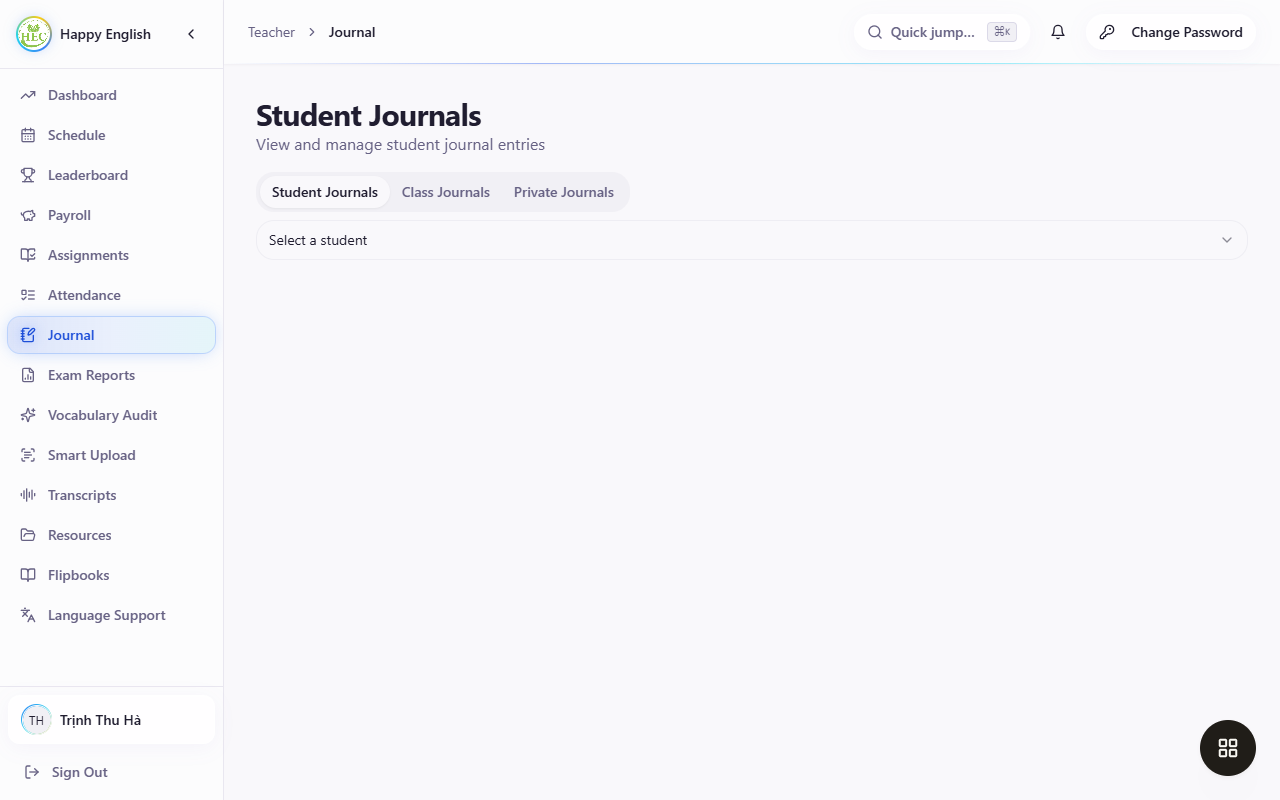 HEC
Happy English
Teacher
Journal
Quick jump...
⌘K
Change Password
Dashboard
Schedule
Leaderboard
Payroll
Assignments
Attendance
Journal
Exam Reports
Vocabulary Audit
Smart Upload
Transcripts
Resources
Flipbooks
Language Support
TH
Trịnh Thu Hà
Sign Out
Student Journals
View and manage student journal entries
Student Journals
Class Journals
Private Journals
Select a student